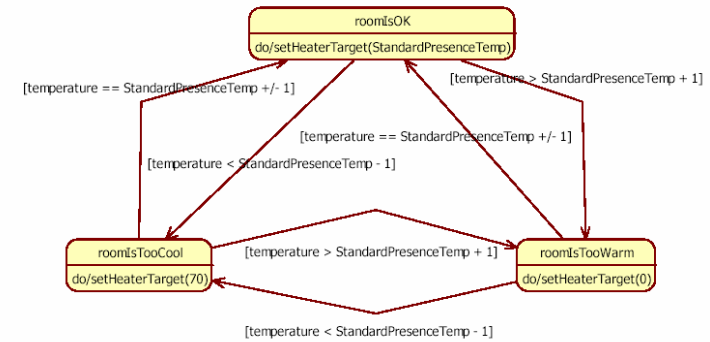 roomIsOK
do/setHeaterTarget(StandardPresenceTemp)
[temperature > StandardPresenceTemp + 1]
[temperature == StandardPresenceTemp +/- 1]
[temperature == StandardPresenceTemp +/- 1]
[temperature < StandardPresenceTemp - 1]
roomIsTooCool
do/setHeaterTarget(70)
[temperature > StandardPresenceTemp + 1]
roomIsTooWarm
do/setHeaterTarget(0)
[temperature < StandardPresenceTemp - 1]